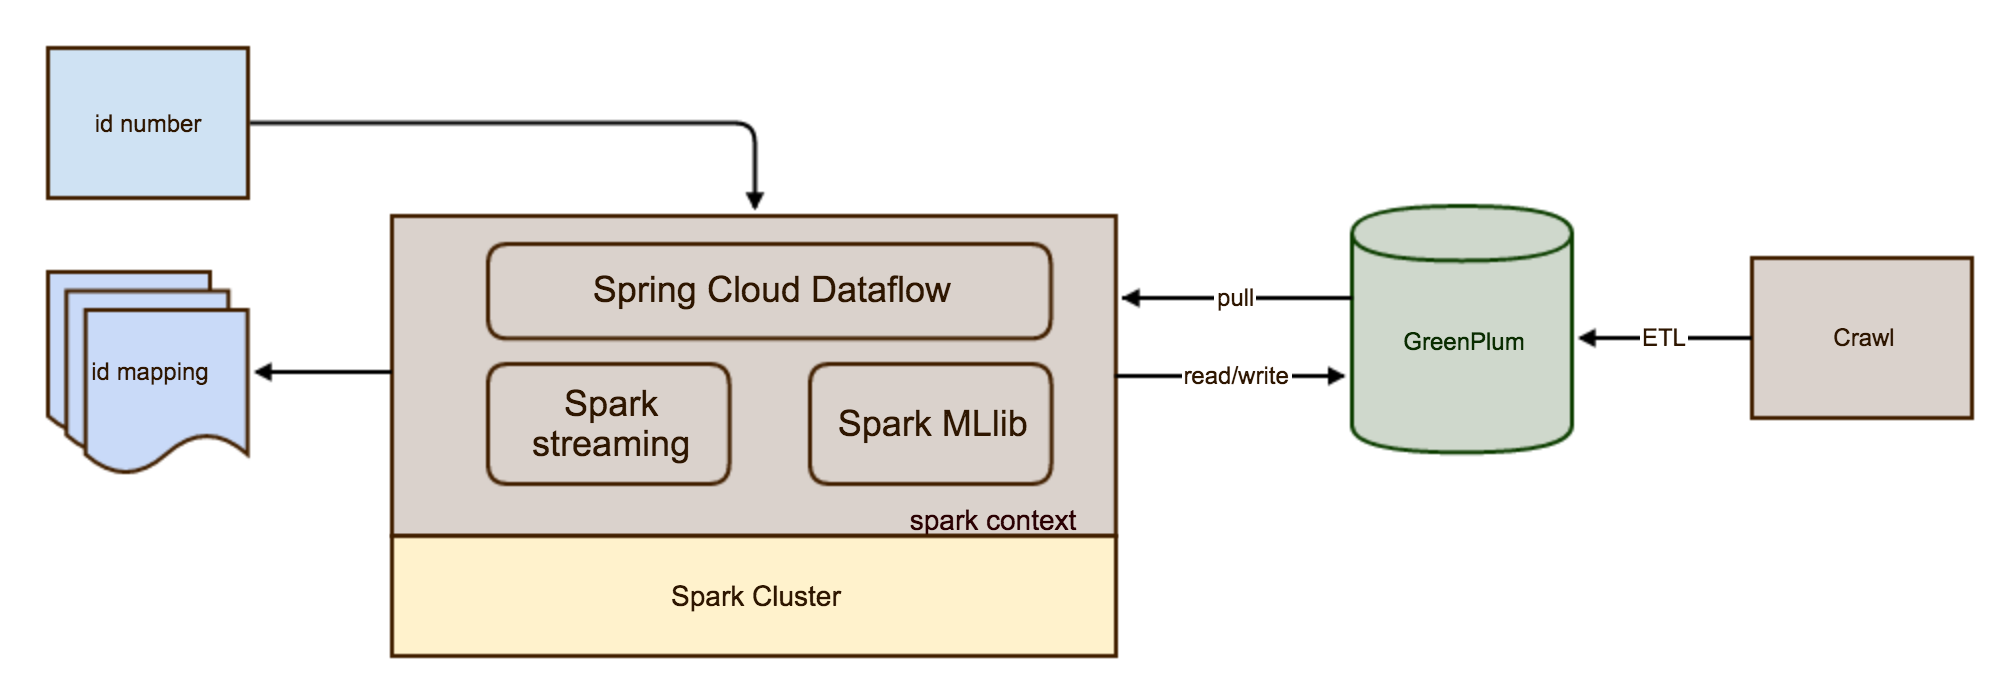 id number
Spring Cloud Dataflow
pull
GreenPlum
ETL
Crawl
id mapping
read/write
Spark
streaming
Spark MLlib
spark context
Spark Cluster